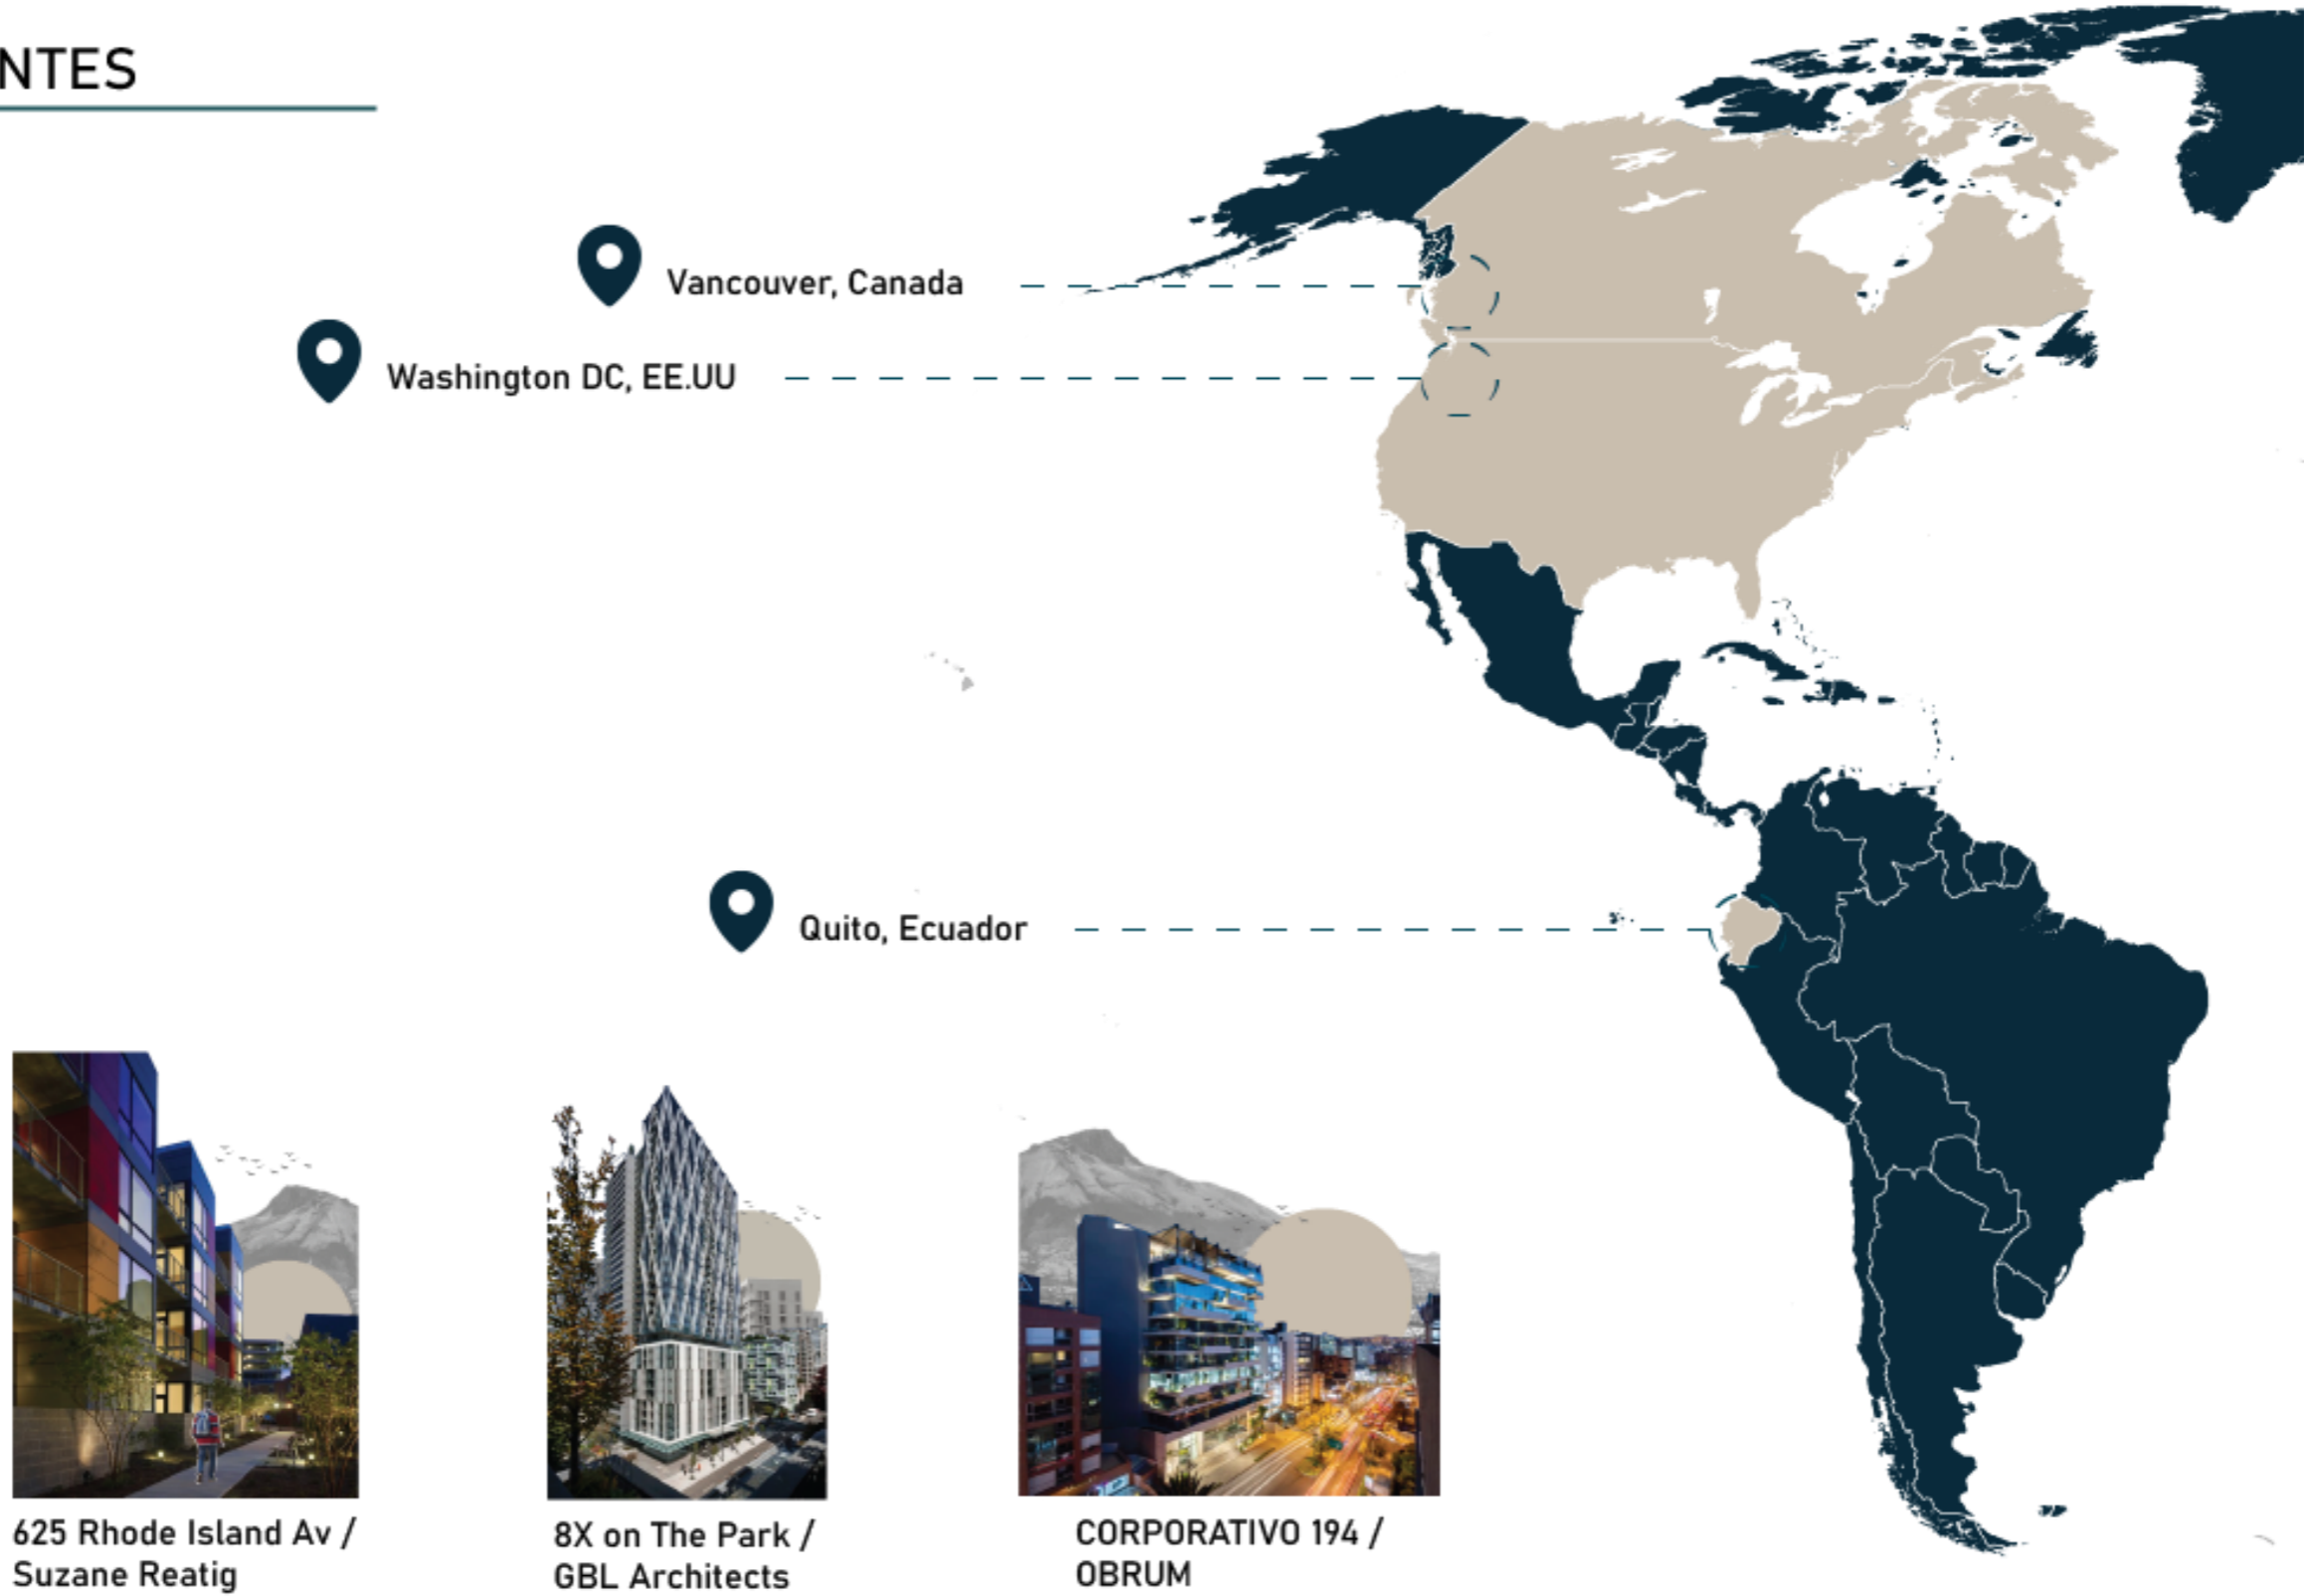 NTES
Vancouver, Canada
Washington DC, EE.UU
Quito, Ecuador
625 Rhode Island Av /
Suzane Reatig
8X on The Park /
GBL Architects
CORPORATIVO 194 /
OBRUM